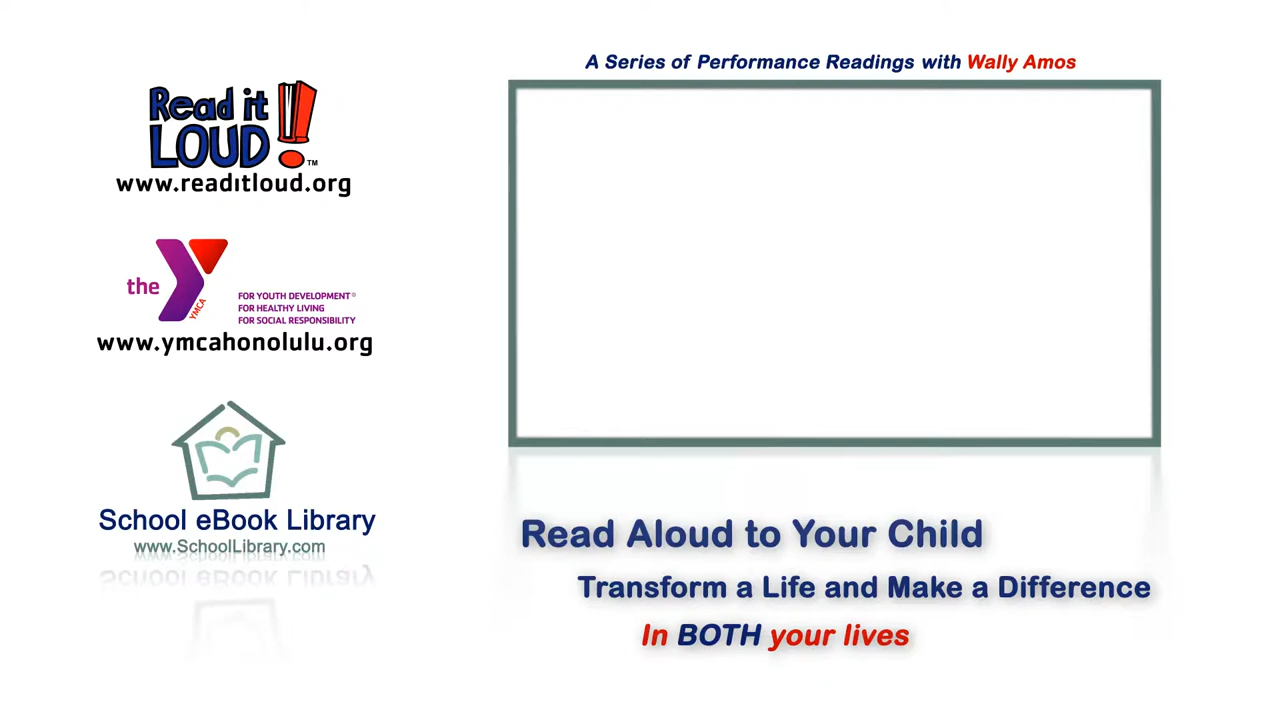 Read it
LOUD!™
www.readitloud.org
the
YMCA
FOR YOUTH DEVELOPMENT®
FOR HEALTHY LIVING
FOR SOCIAL RESPONSIBILITY
www.ymcahonolulu.org
School eBook Library
www.SchoolLibrary.com
A Series of Performance Readings with Wally Amos
Read Aloud to Your Child
Transform a Life and Make a Difference
In BOTH your lives